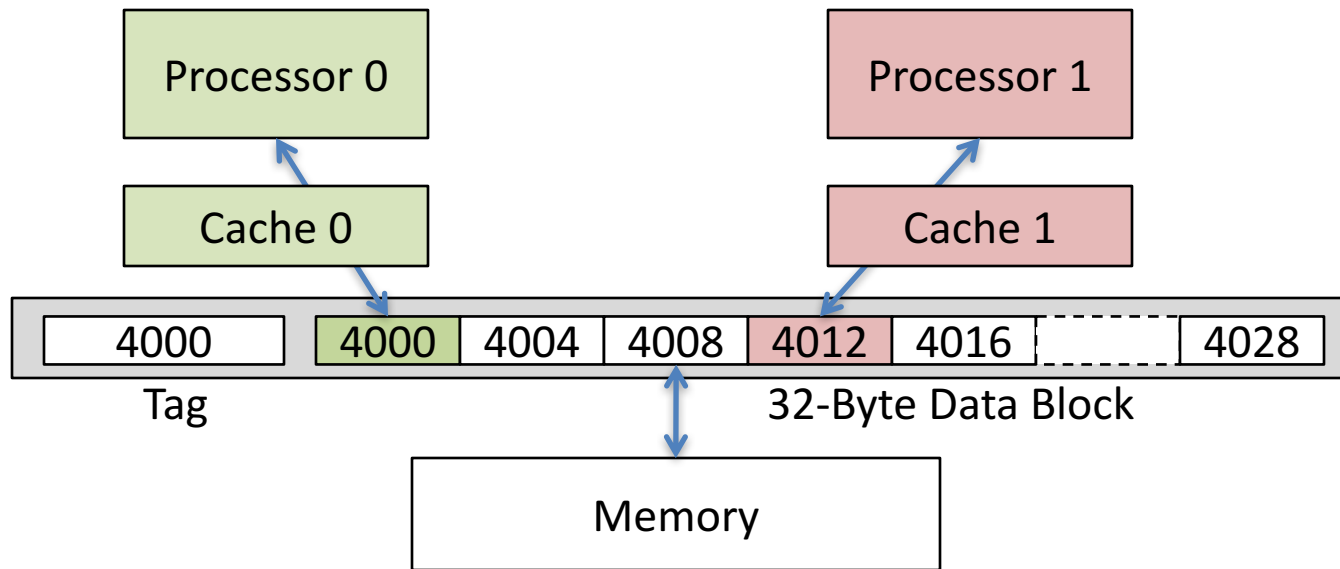 Processor 0
Processor 1
Cache 0
Cache 1
4000
4000
4004
4008
4012
4016
4028
Tag
32-Byte Data Block
Memory